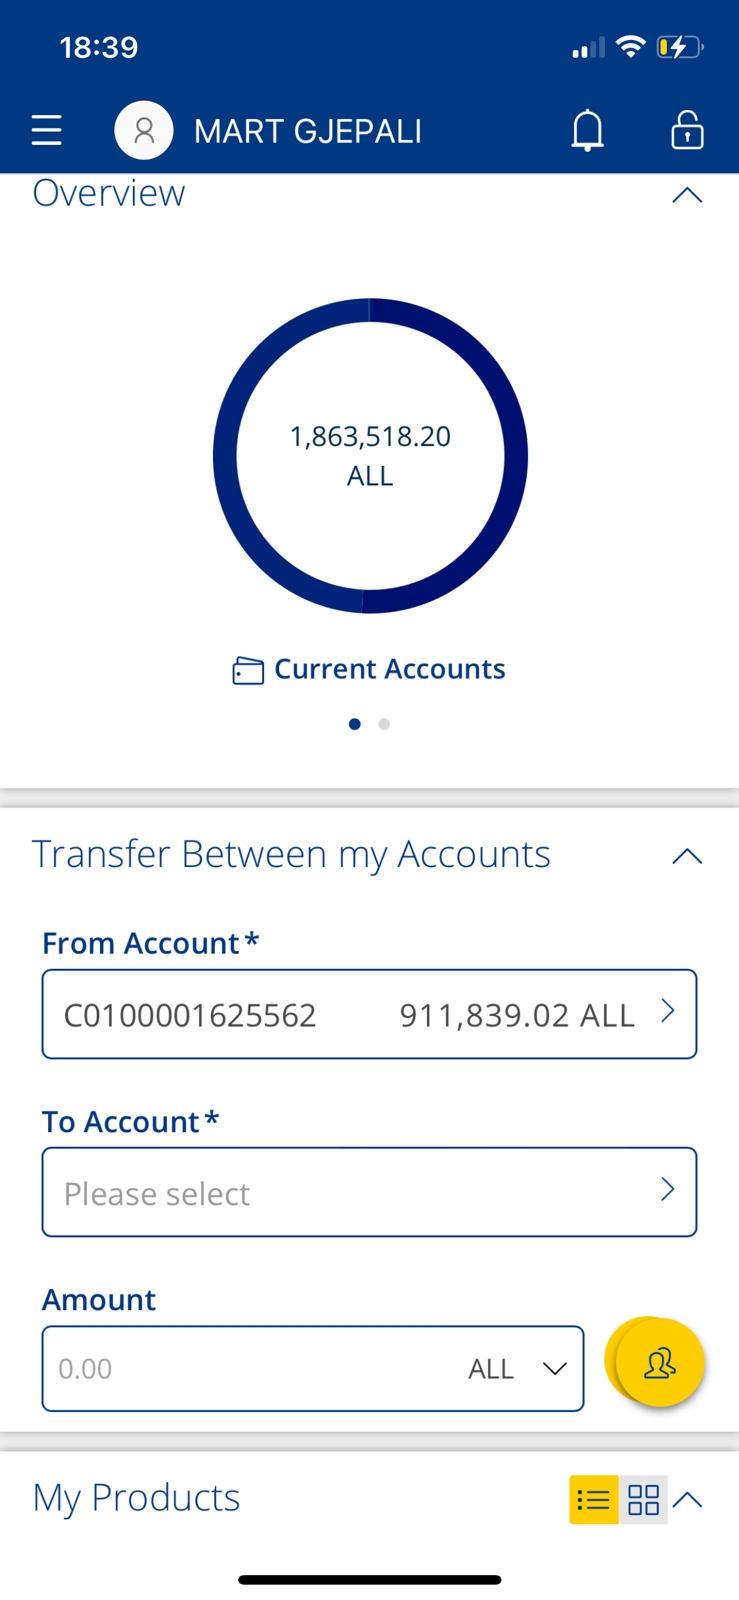 18:39
MART GJEPALI
Overview
1,863,518.20
ALL
Current Accounts
Transfer Between my Accounts
From Account*
C0100001625562 911,839.02 ALL
To Account*
Please select
Amount
0.00 ALL
My Products